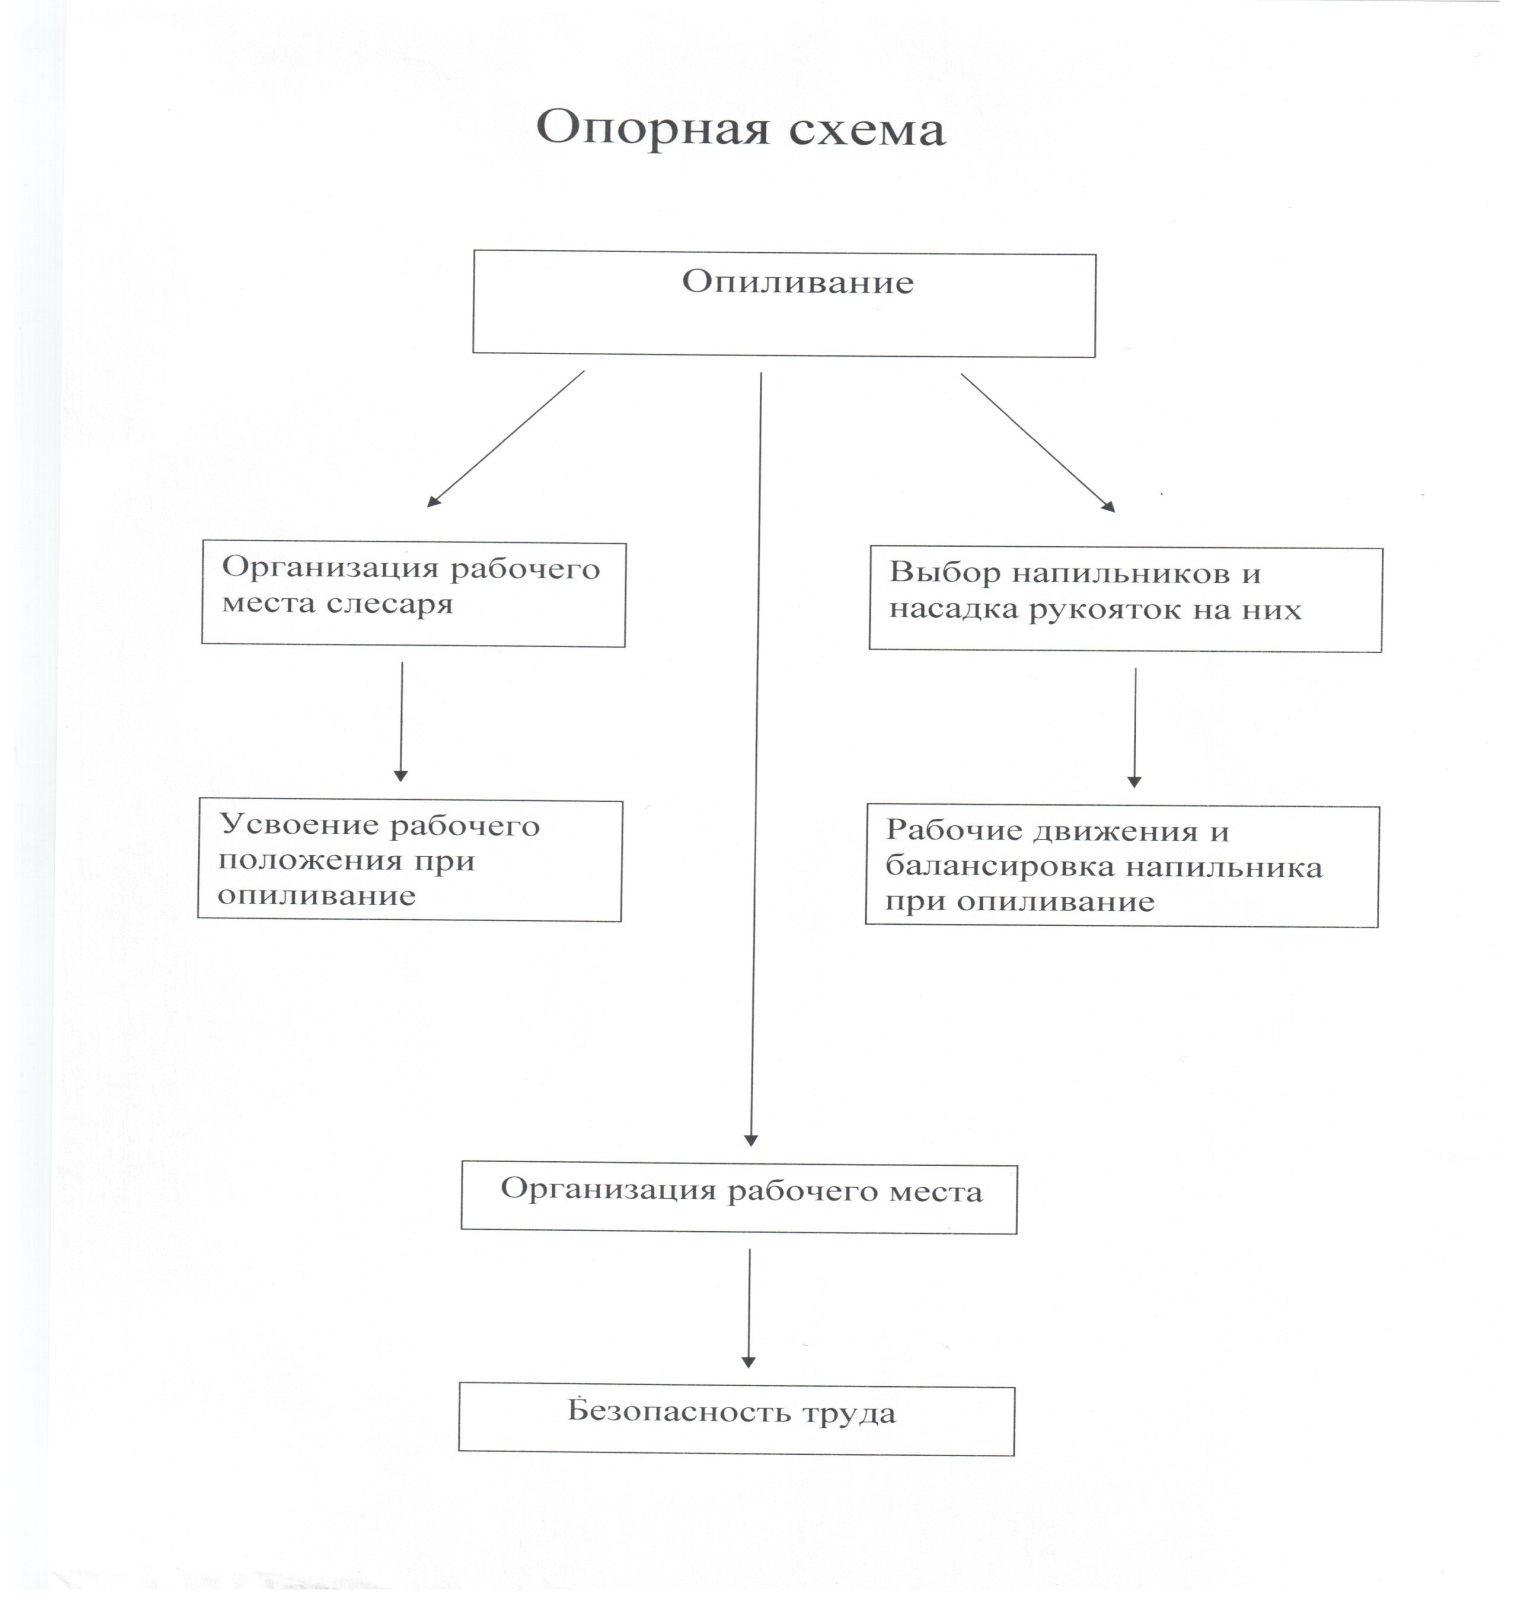 Опорная схема
Опиливание
Организация рабочего
места слесаря
Выбор напильников и
насадка рукояток на них
Усвоение рабочего
положения при
опиливание
Рабочие движения и
балансировка напильника
при опиливание
Организация рабочего места
Безопасность труда